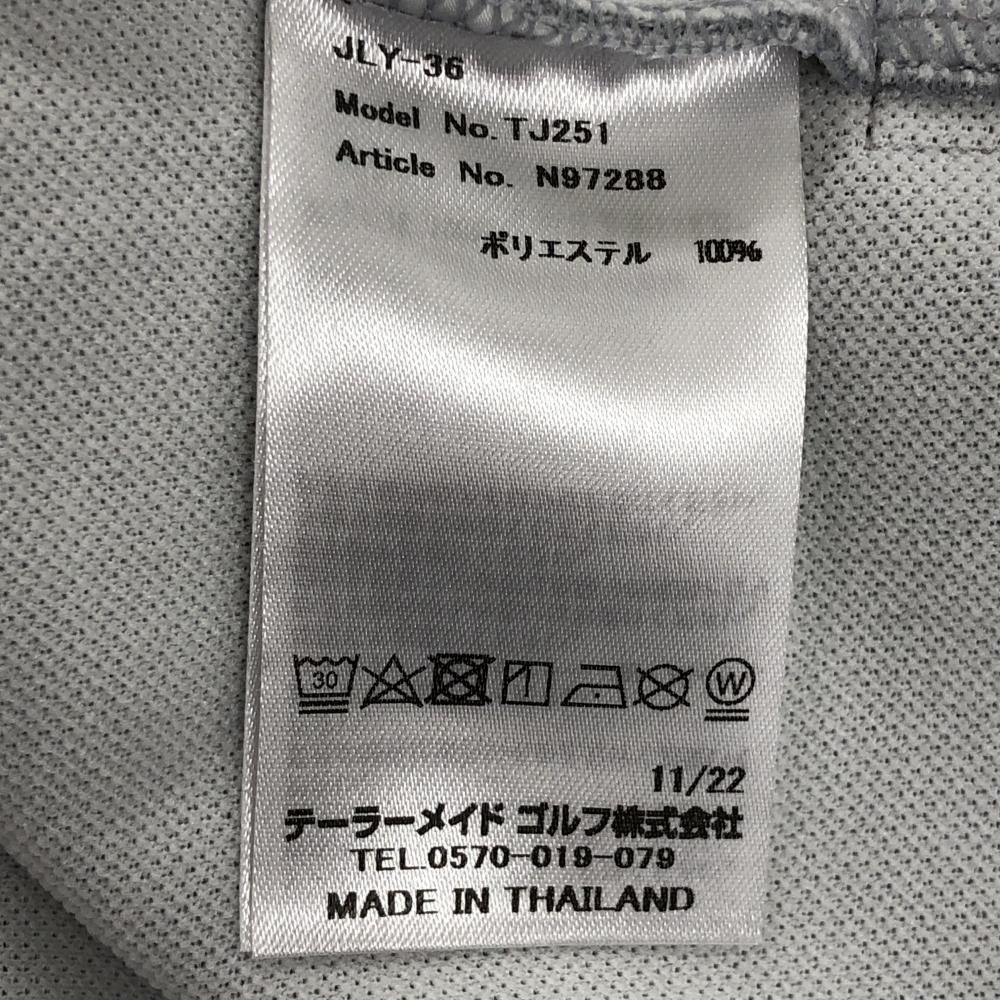 JLY-36
Model No. TJ251
Article No. N97288
ポリエステル 100%
30 W
11/22
テーラーメイド ゴルフ株式会社
TEL.0570-019-079
MADE IN THAILAND